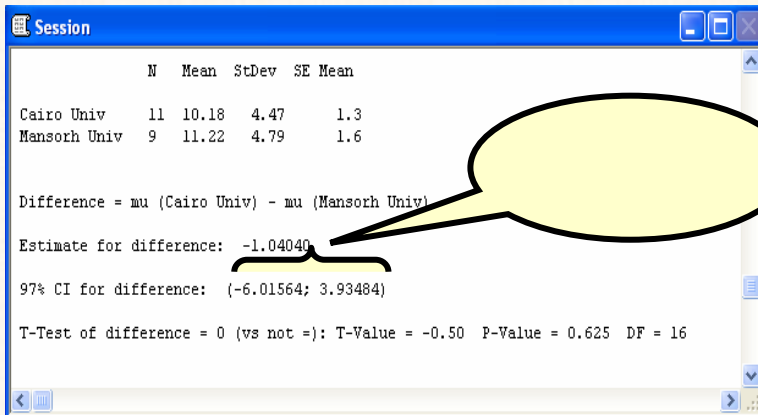 Session
N Mean StDev SE Mean
Cairo Univ 11 10.18 4.47 1.3
Mansorh Univ 9 11.22 4.79 1.6
Difference = mu (Cairo Univ) - mu (Mansorh Univ)
Estimate for difference: -1.04040
97% CI for difference: (-6.01564; 3.93484)
T-Test of difference = 0 (vs not =): T-Value = -0.50 P-Value = 0.625 DF = 16